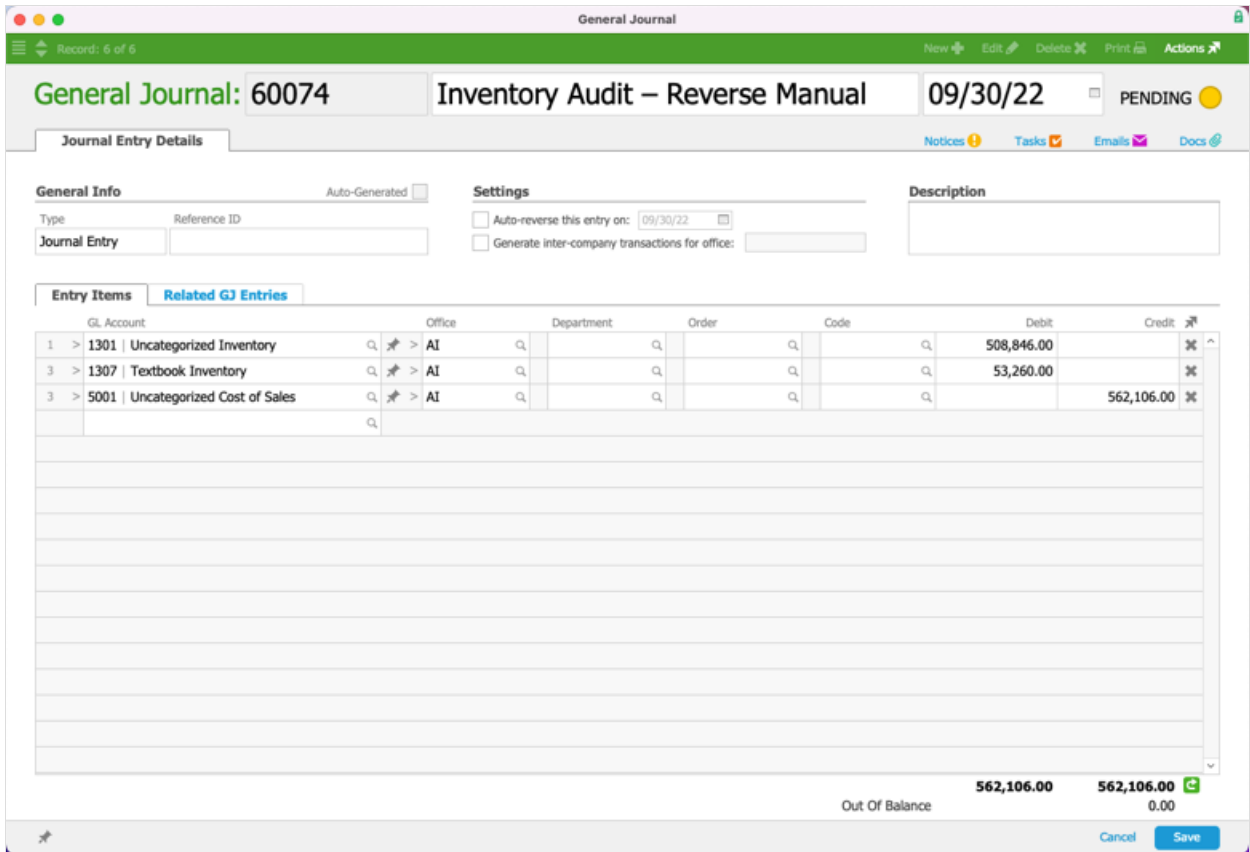 General Journal
Record: 6 of 6 New Edit Delete Print Actions
General Journal: 60074 Inventory Audit – Reverse Manual 09/30/22 PENDING
Journal Entry Details Notices Tasks Emails Docs
General Info Auto-Generated Settings Description
Type Reference ID Auto-reverse this entry on: 09/30/22
Journal Entry Generate inter-company transactions for office:
Entry Items Related GJ Entries
GL Account Office Department Order Code Debit Credit
1 > 1301 | Uncategorized Inventory > AI 508,846.00
3 > 1307 | Textbook Inventory > AI 53,260.00
3 > 5001 | Uncategorized Cost of Sales > AI 562,106.00
562,106.00 562,106.00
Out Of Balance 0.00
Cancel Save